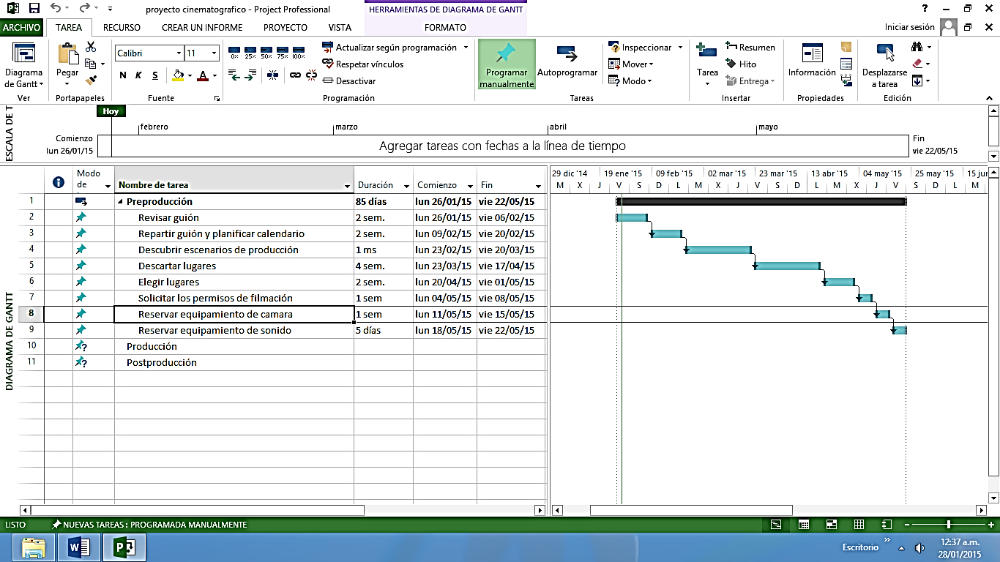 proyecto cinematografico - Project Professional
HERRAMIENTAS DE DIAGRAMA DE GANTT
?
ARCHIVO TAREA RECURSO CREAR UN INFORME PROYECTO VISTA FORMATO Iniciar sesión
Diagrama de Gantt
Ver
Pegar
Portapapeles
Calibri 11
N K S A
Fuente
0% 25% 50% 75% 100%
Actualizar según programación
Respetar vínculos
Desactivar
Programación
Programar manualmente
Autoprogramar
Inspeccionar
Mover
Modo
Tareas
Tarea
Resumen
Hito
Entrega
Insertar
Información
Propiedades
Desplazarse a tarea
Edición
ESCALA DE T
Hoy
febrero marzo abril mayo
Comienzo
lun 26/01/15
Agregar tareas con fechas a la línea de tiempo
Fin
vie 22/05/15
DIAGRAMA DE GANTT
Modo de Nombre de tarea Duración Comienzo Fin
29 dic '14 19 ene '15 09 feb '15 02 mar '15 23 mar '15 13 abr '15 04 may '15 25 may '15 15 jur
M X J V S D L M X J V S D L M X J V S D L M
1 Preproducción 85 días lun 26/01/15 vie 22/05/15
2 Revisar guión 2 sem. lun 26/01/15 vie 06/02/15
3 Repartir guión y planificar calendario 2 sem. lun 09/02/15 vie 20/02/15
4 Descubrir escenarios de producción 1 ms lun 23/02/15 vie 20/03/15
5 Descartar lugares 4 sem. lun 23/03/15 vie 17/04/15
6 Elegir lugares 2 sem. lun 20/04/15 vie 01/05/15
7 Solicitar los permisos de filmación 1 sem lun 04/05/15 vie 08/05/15
8 Reservar equipamiento de camara 1 sem lun 11/05/15 vie 15/05/15
9 Reservar equipamiento de sonido 5 días lun 18/05/15 vie 22/05/15
10 Producción
11 Postproducción
LISTO NUEVAS TAREAS : PROGRAMADA MANUALMENTE
Escritorio
12:37 a.m.
28/01/2015